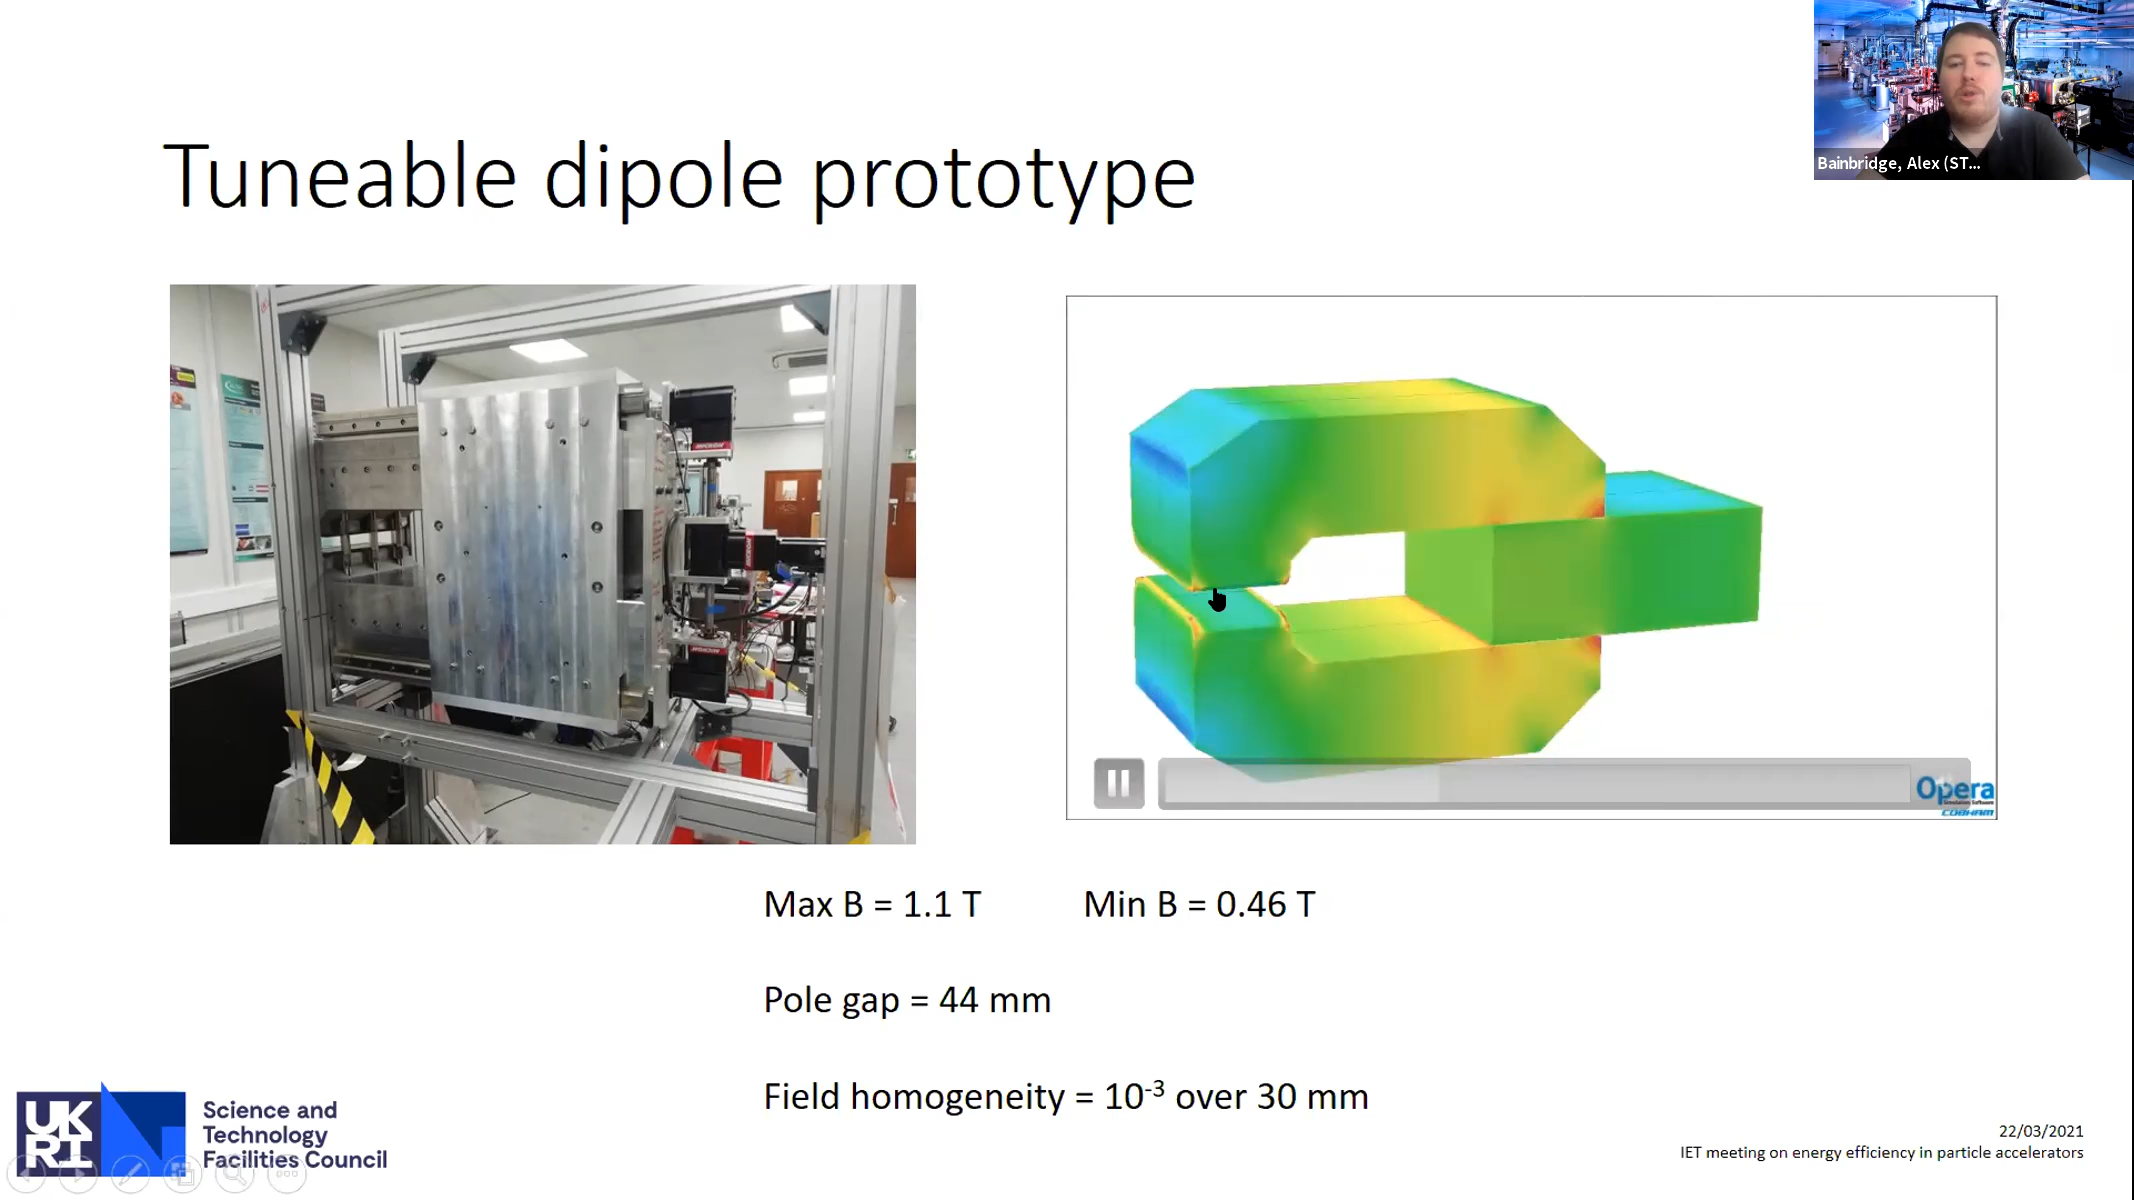 Bainbridge, Alex (ST...
Tuneable dipole prototype
Opera
COBHAM
Max B = 1.1 T
Min B = 0.46 T
Pole gap = 44 mm
Field homogeneity = 10⁻³ over 30 mm
UK
RI
Science and
Technology
Facilities Council
22/03/2021
IET meeting on energy efficiency in particle accelerators